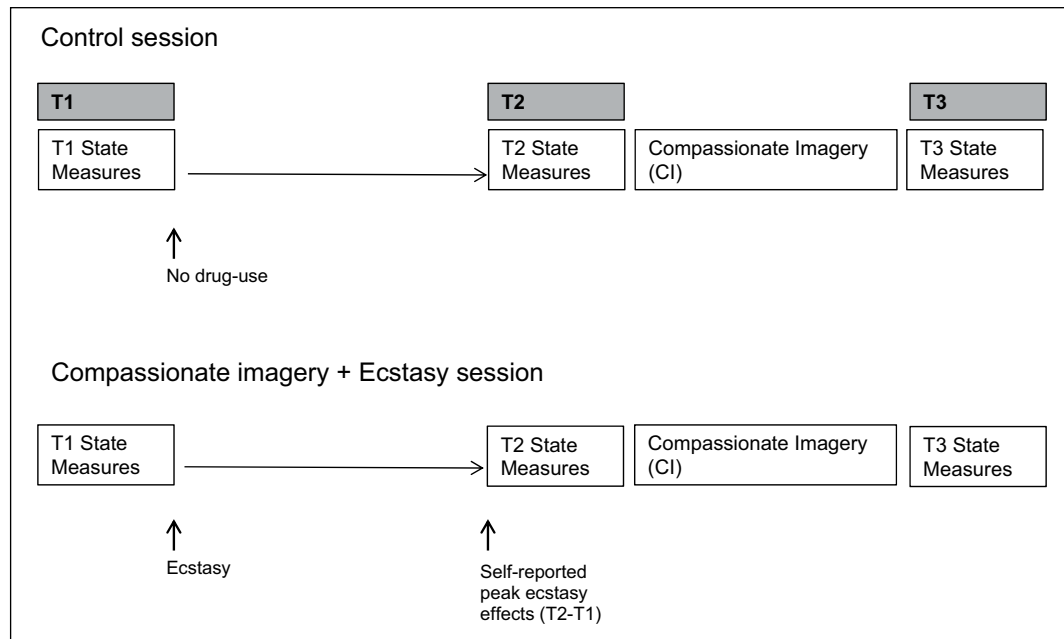 Control session
T1
T2
T3
T1 State
Measures
T2 State
Measures
Compassionate Imagery
(CI)
T3 State
Measures
No drug-use
Compassionate imagery + Ecstasy session
T1 State
Measures
T2 State
Measures
Compassionate Imagery
(CI)
T3 State
Measures
Ecstasy
Self-reported
peak ecstasy
effects (T2-T1)